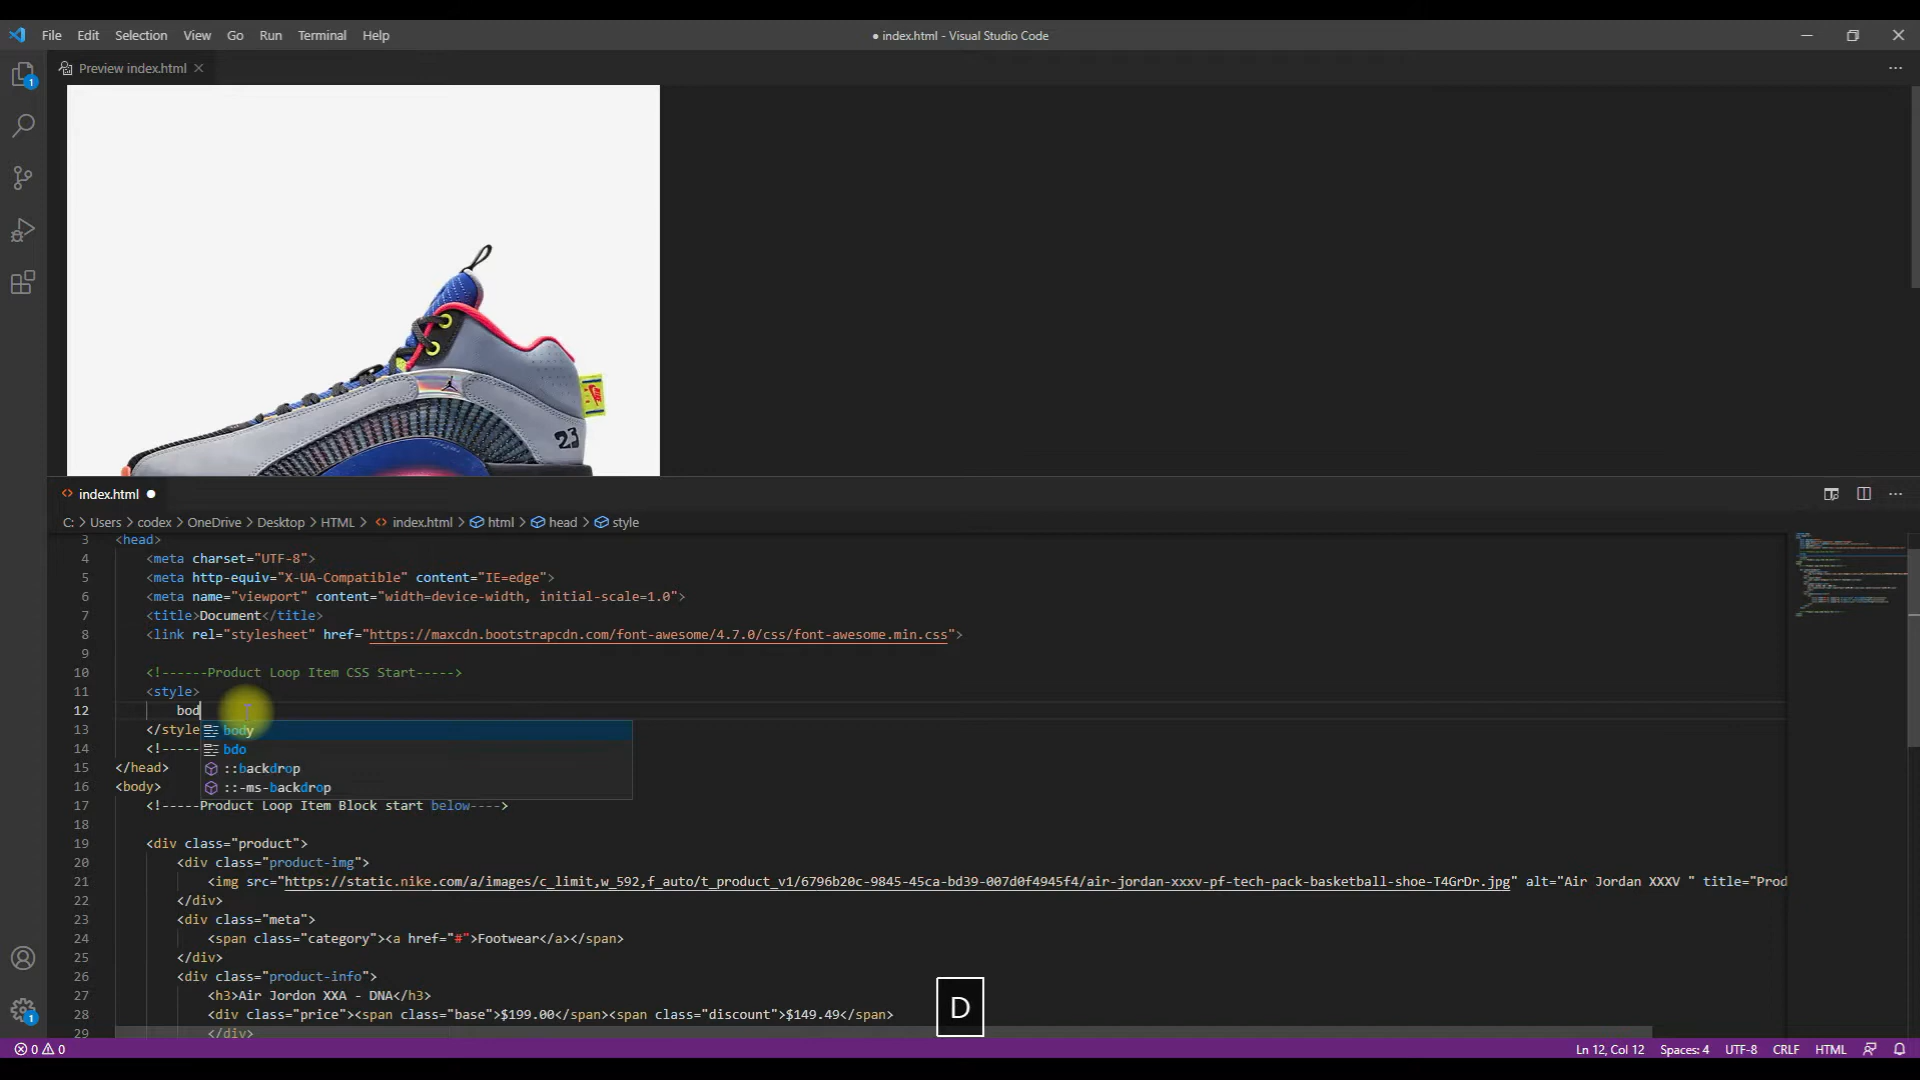 File Edit Selection View Go Run Terminal Help
● index.html - Visual Studio Code
1
Preview index.html
23
index.html ●
C: > Users > codex > OneDrive > Desktop > HTML > index.html > html > head > style
3 <head>
4 <meta charset="UTF-8">
5 <meta http-equiv="X-UA-Compatible" content="IE=edge">
6 <meta name="viewport" content="width=device-width, initial-scale=1.0">
7 <title>Document</title>
8 <link rel="stylesheet" href="https://maxcdn.bootstrapcdn.com/font-awesome/4.7.0/css/font-awesome.min.css">
9
10 <!------Product Loop Item CSS Start----->
11 <style>
12 bod
13 </style
body
14 <!-----
bdo
15 </head>
::backdrop
16 <body>
::-ms-backdrop
17 <!-----Product Loop Item Block start below---->
18
19 <div class="product">
20 <div class="product-img">
21 <img src="https://static.nike.com/a/images/c_limit,w_592,f_auto/t_product_v1/6796b20c-9845-45ca-bd39-007d0f4945f4/air-jordan-xxxv-pf-tech-pack-basketball-shoe-T4GrDr.jpg" alt="Air Jordan XXXV " title="Prod
22 </div>
23 <div class="meta">
24 <span class="category"><a href="#">Footwear</a></span>
25 </div>
26 <div class="product-info">
27 <h3>Air Jordon XXA - DNA</h3>
28 <div class="price"><span class="base">$199.00</span><span class="discount">$149.49</span>
29 </div>
D
1
0 0
Ln 12, Col 12 Spaces: 4 UTF-8 CRLF HTML